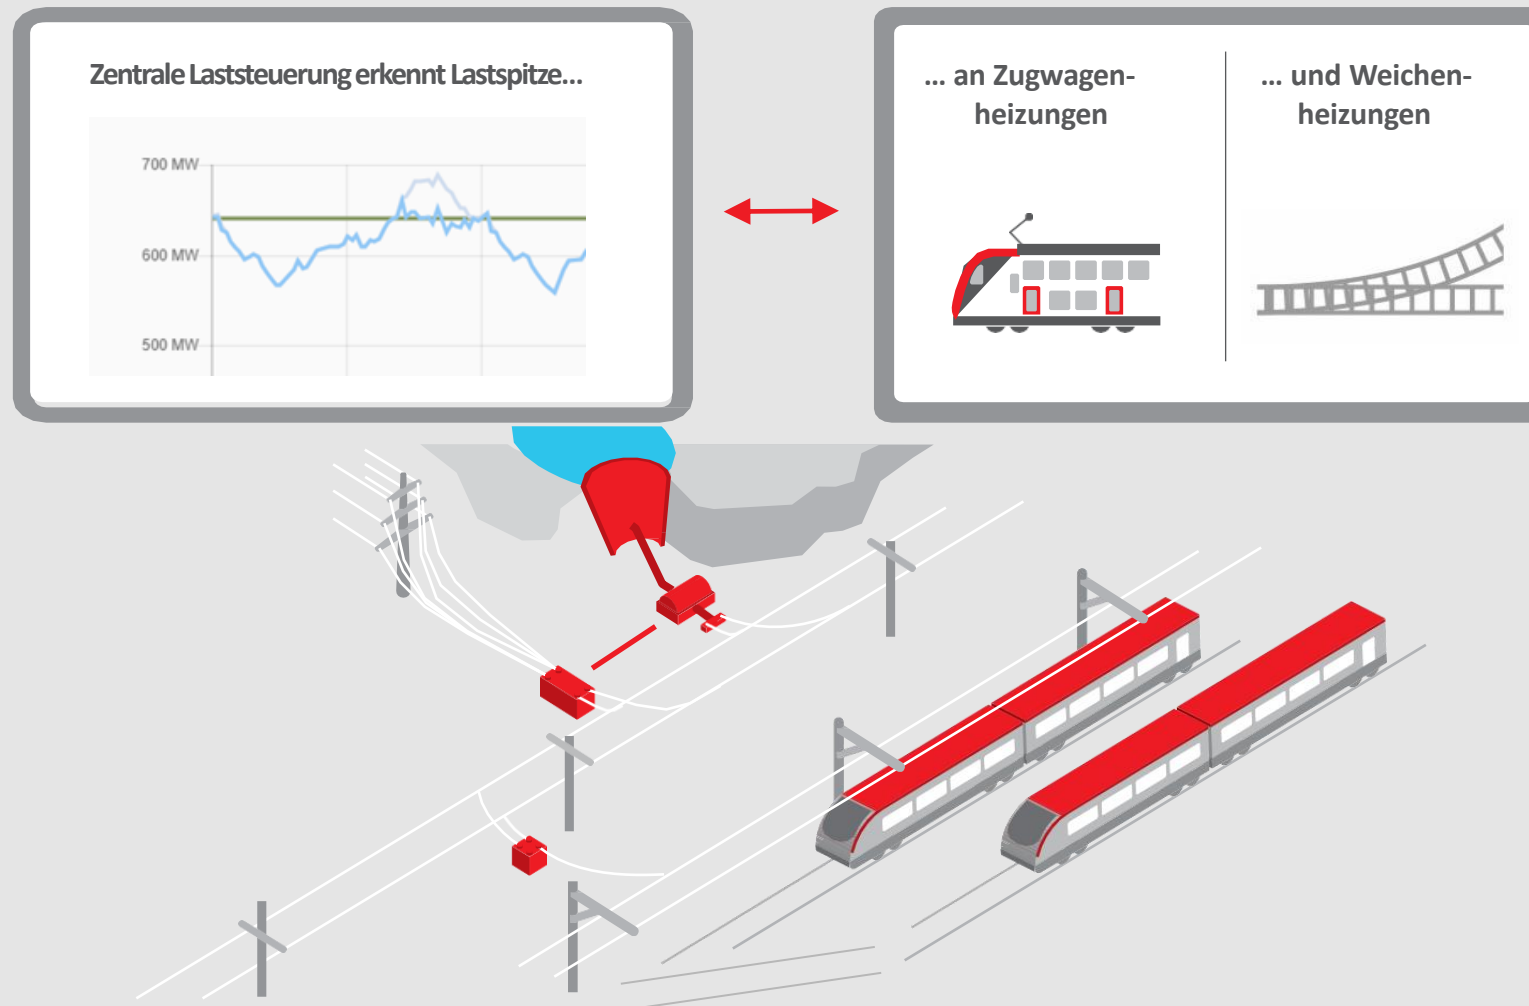 Zentrale Laststeuerung erkennt Lastspitze...
700 MW
600 MW
500 MW
... an Zugwagen-
heizungen
... und Weichen-
heizungen